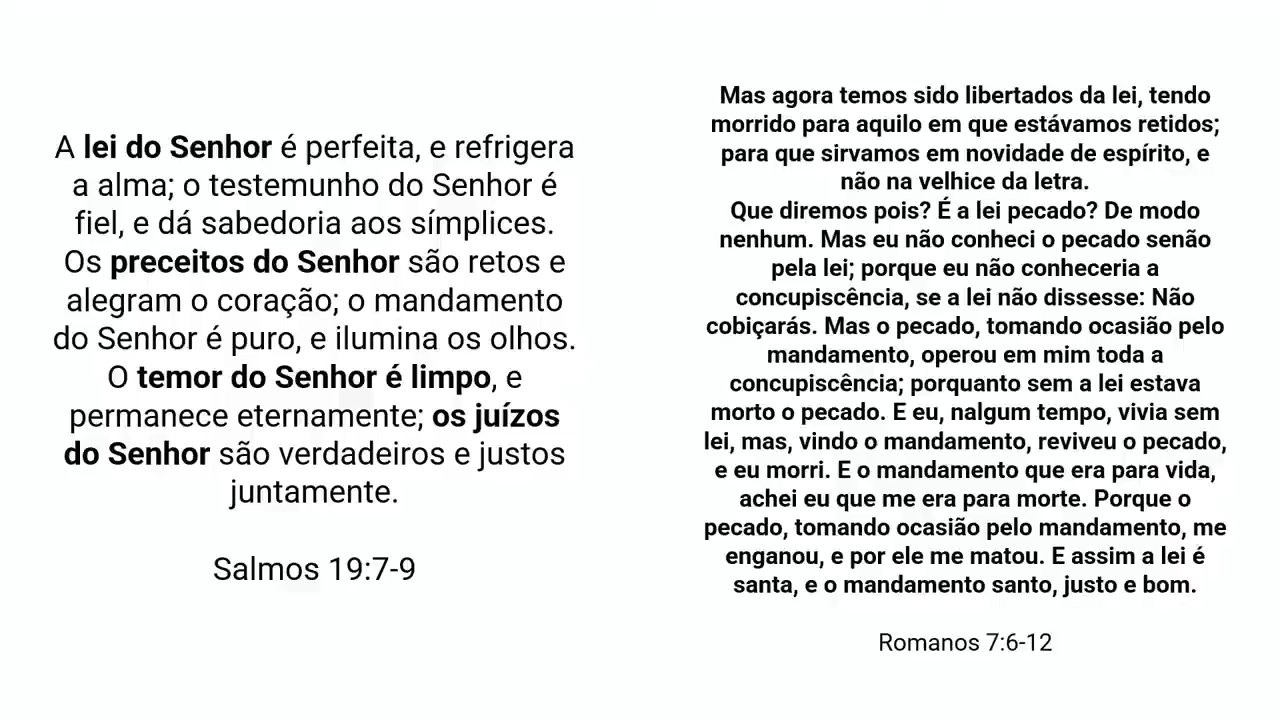 A lei do Senhor é perfeita, e refrigera
a alma; o testemunho do Senhor é
fiel, e dá sabedoria aos símplices.
Os preceitos do Senhor são retos e
alegram o coração; o mandamento
do Senhor é puro, e ilumina os olhos.
O temor do Senhor é limpo, e
permanece eternamente; os juízos
do Senhor são verdadeiros e justos
juntamente.
Salmos 19:7-9
Mas agora temos sido libertados da lei, tendo
morrido para aquilo em que estávamos retidos;
para que sirvamos em novidade de espírito, e
não na velhice da letra.
Que diremos pois? É a lei pecado? De modo
nenhum. Mas eu não conheci o pecado senão
pela lei; porque eu não conheceria a
concupiscência, se a lei não dissesse: Não
cobiçarás. Mas o pecado, tomando ocasião pelo
mandamento, operou em mim toda a
concupiscência; porquanto sem a lei estava
morto o pecado. E eu, nalgum tempo, vivia sem
lei, mas, vindo o mandamento, reviveu o pecado,
e eu morri. E o mandamento que era para vida,
achei eu que me era para morte. Porque o
pecado, tomando ocasião pelo mandamento, me
enganou, e por ele me matou. E assim a lei é
santa, e o mandamento santo, justo e bom.
Romanos 7:6-12